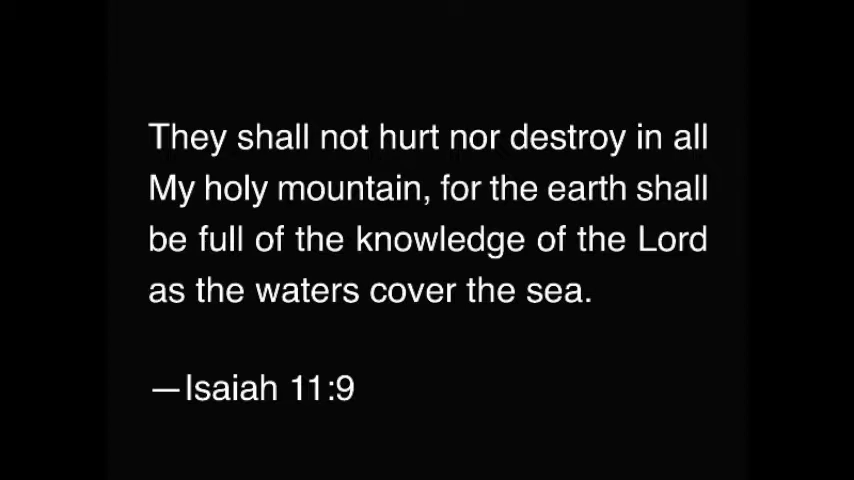 They shall not hurt nor destroy in all
My holy mountain, for the earth shall
be full of the knowledge of the Lord
as the waters cover the sea.
—Isaiah 11:9